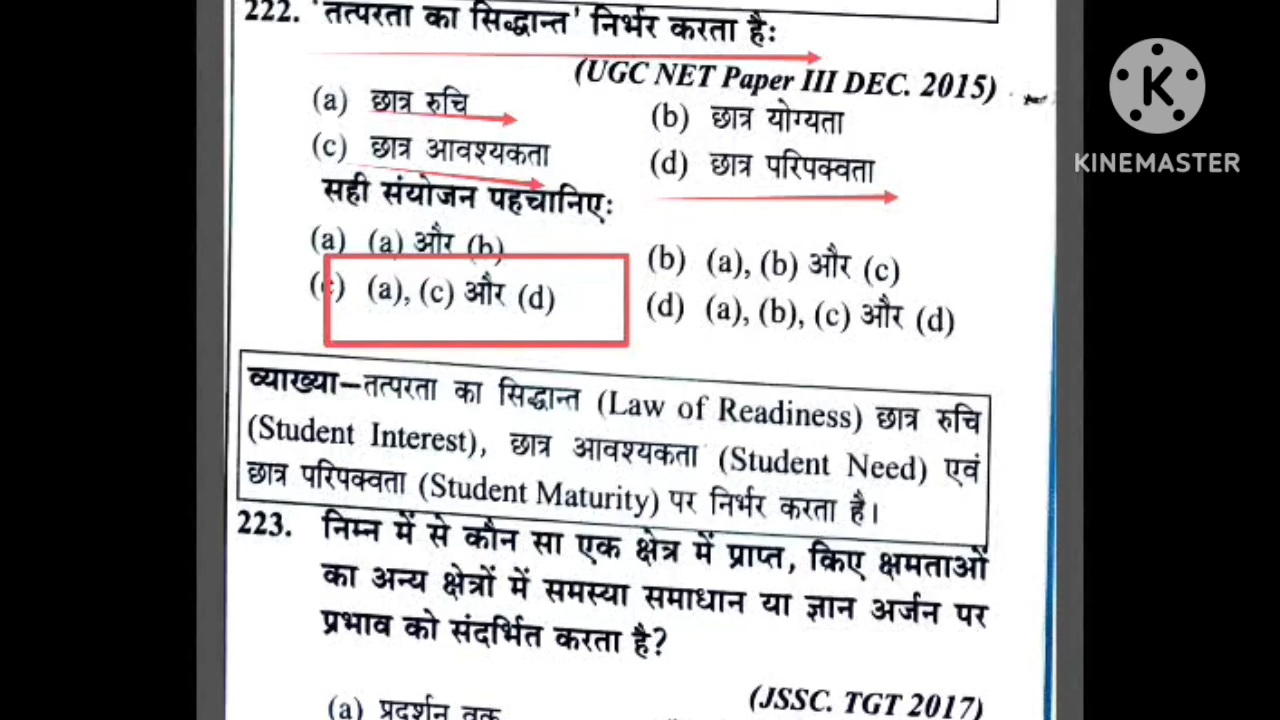 222. 'तत्परता का सिद्धान्त' निर्भर करता है:
(UGC NET Paper III DEC. 2015)
(a) छात्र रुचि (b) छात्र योग्यता
(c) छात्र आवश्यकता (d) छात्र परिपक्वता
सही संयोजन पहचानिए:
(a) (a) और (b) (b) (a), (b) और (c)
(c) (a), (c) और (d) (d) (a), (b), (c) और (d)
व्याख्या–तत्परता का सिद्धान्त (Law of Readiness) छात्र रुचि
(Student Interest), छात्र आवश्यकता (Student Need) एवं
छात्र परिपक्वता (Student Maturity) पर निर्भर करता है।
223. निम्न में से कौन सा एक क्षेत्र में प्राप्त, किए क्षमताओं
का अन्य क्षेत्रों में समस्या समाधान या ज्ञान अर्जन पर
प्रभाव को संदर्भित करता है?
(JSSC. TGT 2017)
(a) प्रदर्शन वक्र
K
KINEMASTER